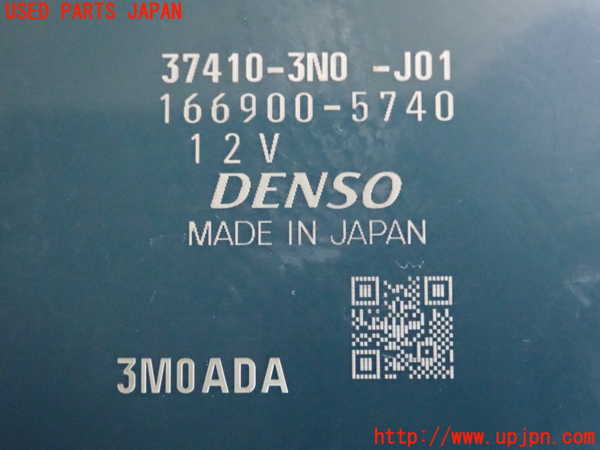 USED PARTS JAPAN
37410-3N0 -J01
166900-5740
12V
DENSO
MADE IN JAPAN
3M0ADA
http://www.upjpn.com/